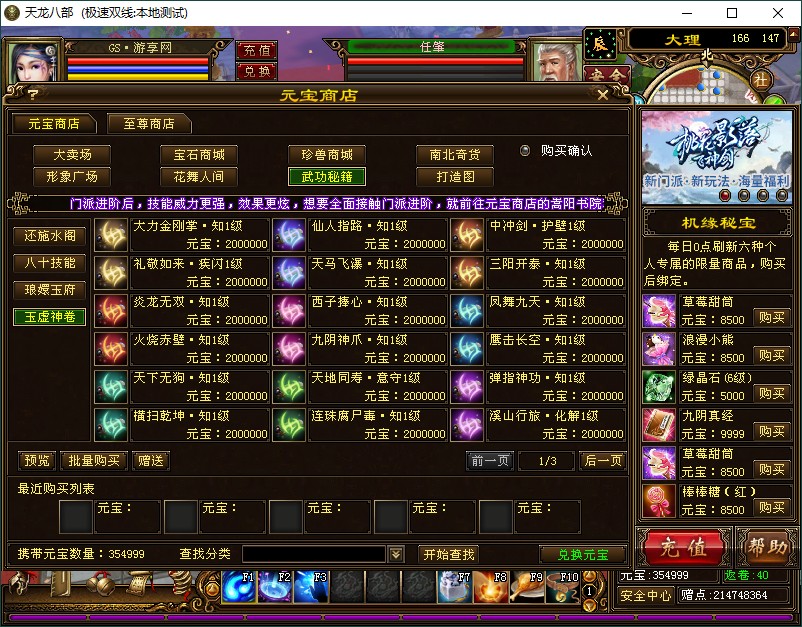 天龙八部 (极速双线:本地测试)
GS·游享网
充值
兑换
任肇
辰
大理 166 147
北
安全
社
? 元宝商店
元宝商店 至尊商店
大卖场 宝石商城 珍兽商城 南北奇货 购买确认
形象广场 花舞人间 武功秘籍 打造图
门派进阶后，技能威力更强，效果更炫，想要全面接触门派进阶，就前往元宝商店的嵩阳书院
还施水阁
八十技能
琅嬛玉府
玉虚神卷
大力金刚掌·知1级 仙人指路·知1级 中冲剑·护壁1级
元宝：2000000 元宝：2000000 元宝：2000000
礼敬如来·疾闪1级 天马飞瀑·知1级 三阳开泰·知1级
元宝：2000000 元宝：2000000 元宝：2000000
炎龙无双·知1级 西子捧心·知1级 凤舞九天·知1级
元宝：2000000 元宝：2000000 元宝：2000000
火烧赤壁·知1级 九阴神爪·知1级 鹰击长空·知1级
元宝：2000000 元宝：2000000 元宝：2000000
天下无狗·知1级 天地同寿·意守1级 弹指神功·知1级
元宝：2000000 元宝：2000000 元宝：2000000
横扫乾坤·知1级 连珠腐尸毒·知1级 溪山行旅·化解1级
元宝：2000000 元宝：2000000 元宝：2000000
预览 批量购买 赠送 前一页 1/3 后一页
最近购买列表
元宝： 元宝： 元宝： 元宝： 元宝：
携带元宝数量：354999 查找分类 开始查找 兑换元宝
桃花影落
百神剑
新门派·新玩法·海量福利
机缘秘宝
每日0点刷新六种个
人专属的限量商品，购买
后绑定。
草莓甜筒
元宝：8500 购买
浪漫小熊
元宝：8500 购买
绿晶石(6级)
元宝：5000 购买
九阴真经
元宝：9999 购买
草莓甜筒
元宝：8500 购买
棒棒糖（红）
元宝：8500 购买
充值 帮助
F1 F2 F3 F7 F8 F9 F10
1
元宝:354999 返卷:40
安全中心 赠点:214748364